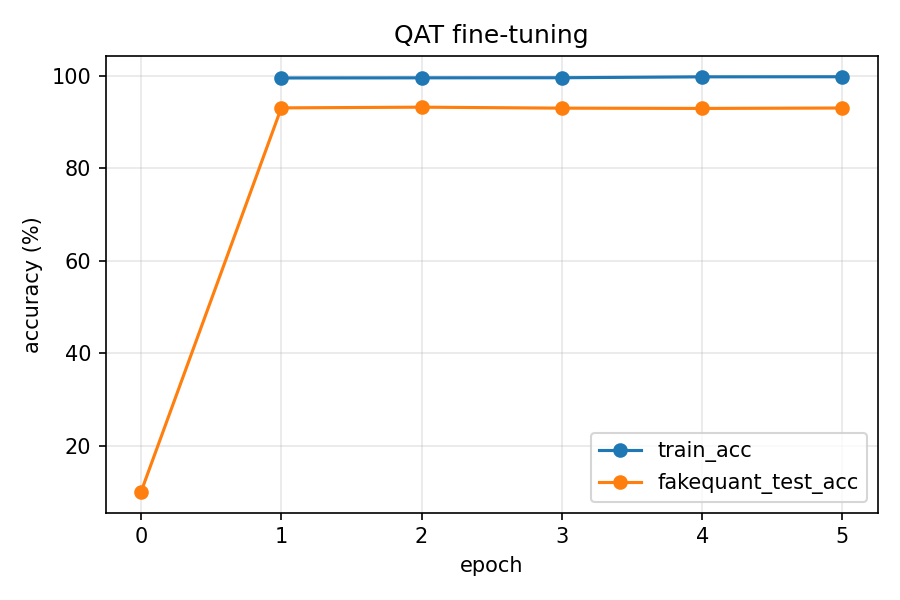 QAT fine-tuning
accuracy (%)
100
80
60
40
20
train_acc
fakequant_test_acc
0 1 2 3 4 5
epoch